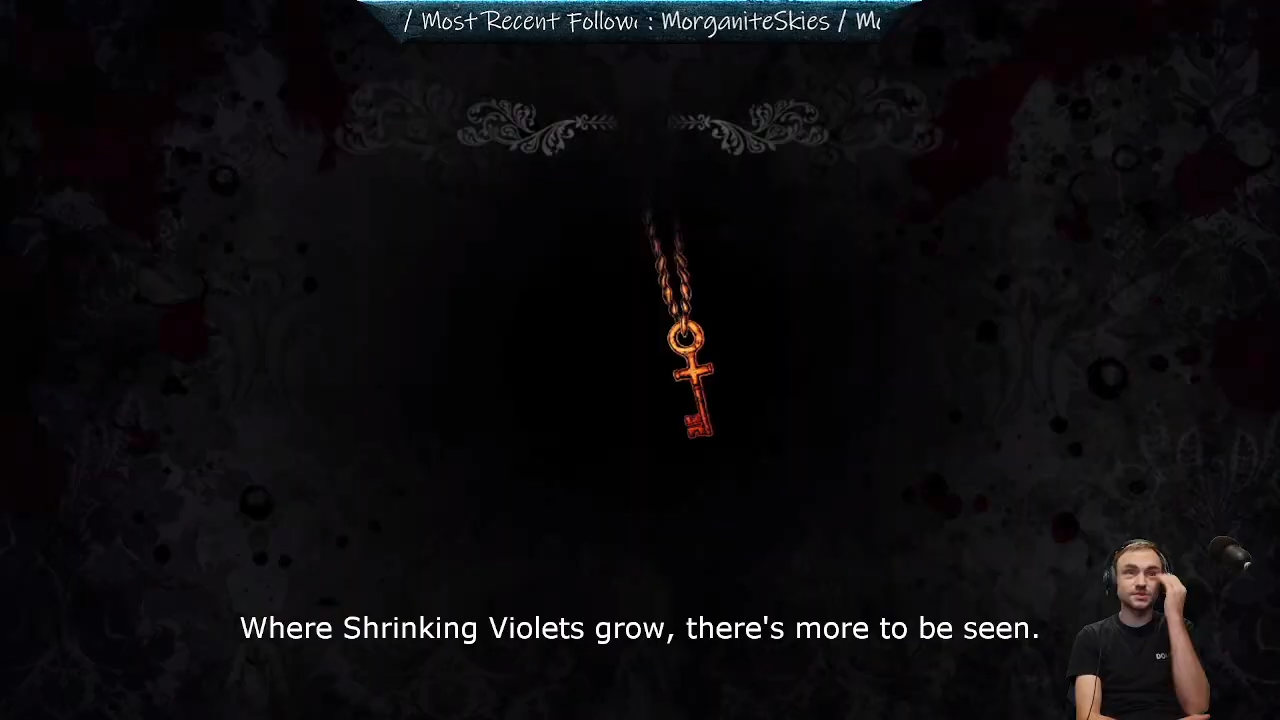 / Most Recent Follow : MorganiteSkies / M
Where Shrinking Violets grow, there's more to be seen.